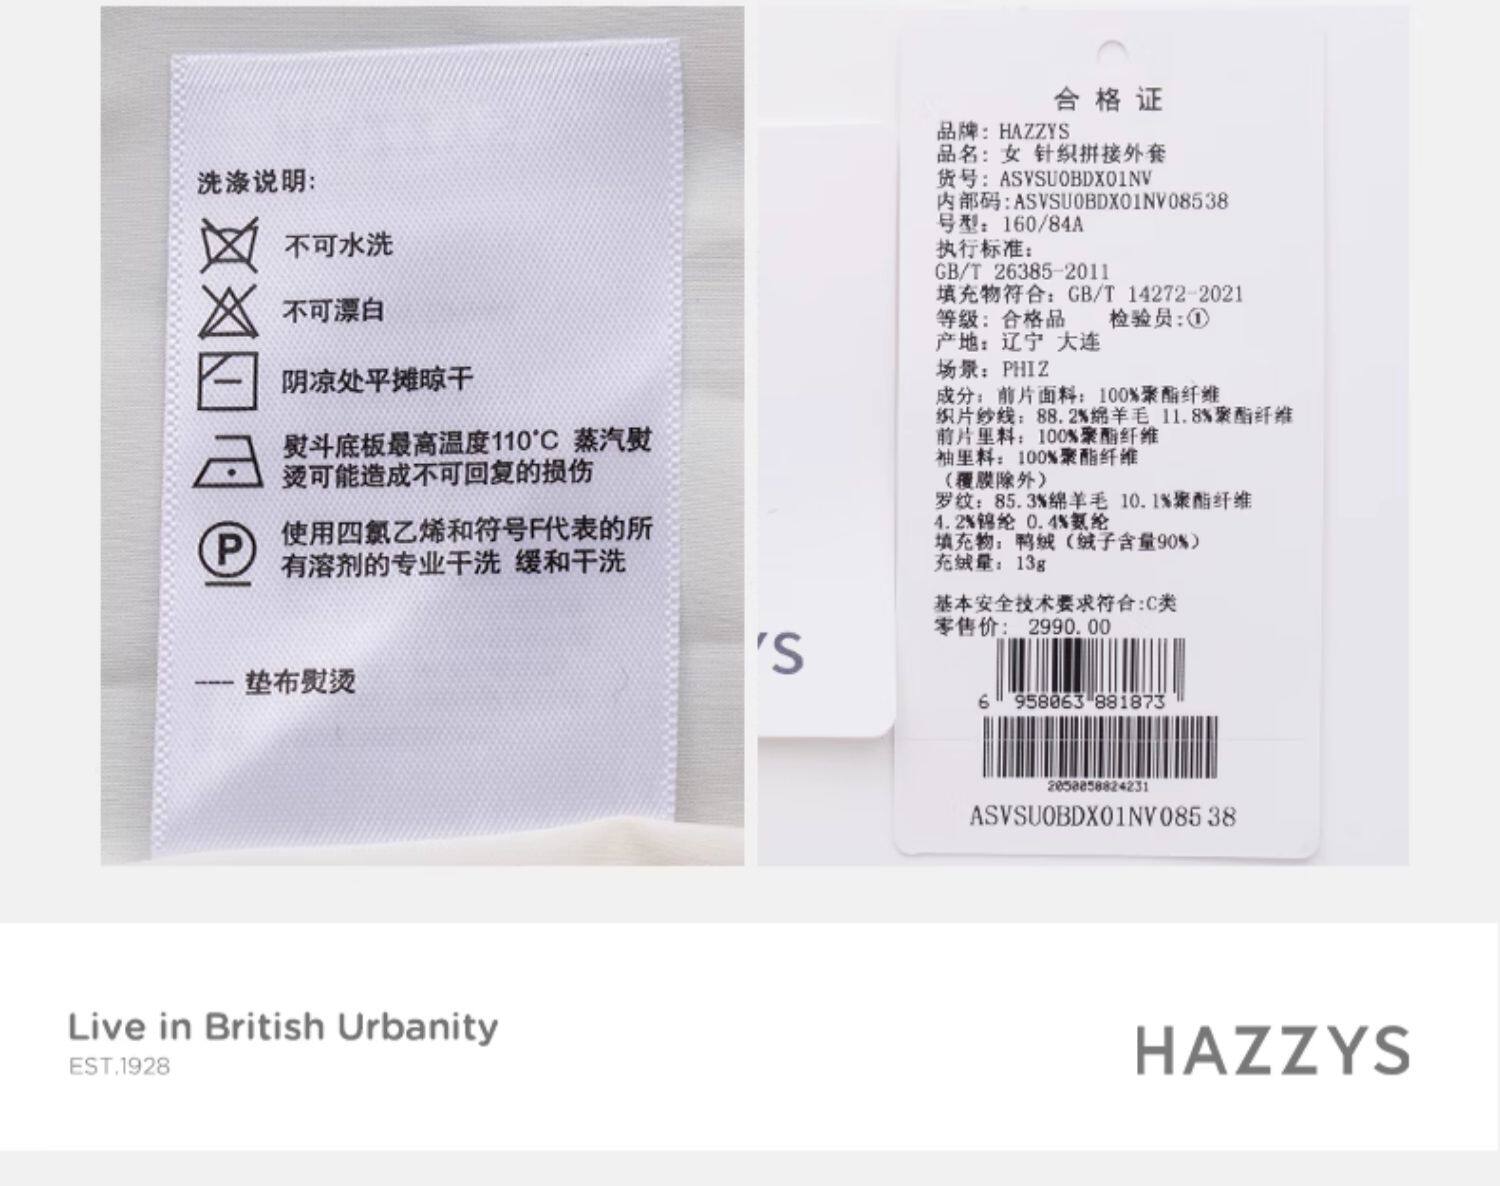 洗涤说明:
不可水洗
不可漂白
阴凉处平摊晾干
熨斗底板最高温度110°C 蒸汽熨
烫可能造成不可回复的损伤
P
使用四氯乙烯和符号F代表的所
有溶剂的专业干洗 缓和干洗
垫布熨烫
YS
合格证
品牌: HAZZYS
品名: 女 针织拼接外套
货号: ASVSU0BDX01NV
内部码:ASVSU0BDX01NV08538
号型: 160/84A
执行标准:
GB/T 26385-2011
填充物符合: GB/T 14272-2021
等级: 合格品 检验员:①
产地: 辽宁 大连
场景: PHIZ
成分: 前片面料: 100%聚酯纤维
织片纱线: 88.2%绵羊毛 11.8%聚酯纤维
前片里料: 100%聚酯纤维
袖里料: 100%聚酯纤维
(覆膜除外)
罗纹: 85.3%绵羊毛 10.1%聚酯纤维
4.2%锦纶 0.4%氨纶
填充物: 鸭绒(绒子含量90%)
充绒量: 13g
基本安全技术要求符合:C类
零售价: 2990.00
6 958063 881873
2050058824231
ASVSU0BDX01NV08538
Live in British Urbanity
EST.1928
HAZZYS